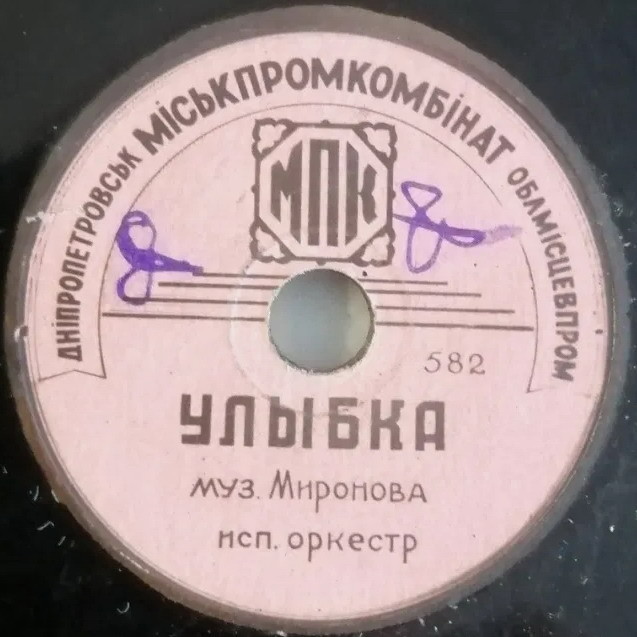 ДНІПРОПЕТРОВСЬК МІСЬКПРОМКОМБІНАТ ОБЛМІСЦЕВПРОМ
МПК
582
УЛЫБКА
муз. Миронова
исп. оркестр